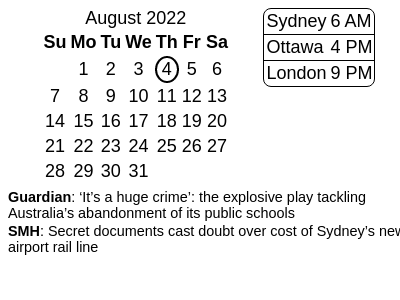 August 2022
Su Mo Tu We Th Fr Sa
1 2 3 4 5 6
7 8 9 10 11 12 13
14 15 16 17 18 19 20
21 22 23 24 25 26 27
28 29 30 31
Sydney 6 AM
Ottawa 4 PM
London 9 PM
Guardian: ‘It’s a huge crime’: the explosive play tackling
Australia’s abandonment of its public schools
SMH: Secret documents cast doubt over cost of Sydney’s new
airport rail line